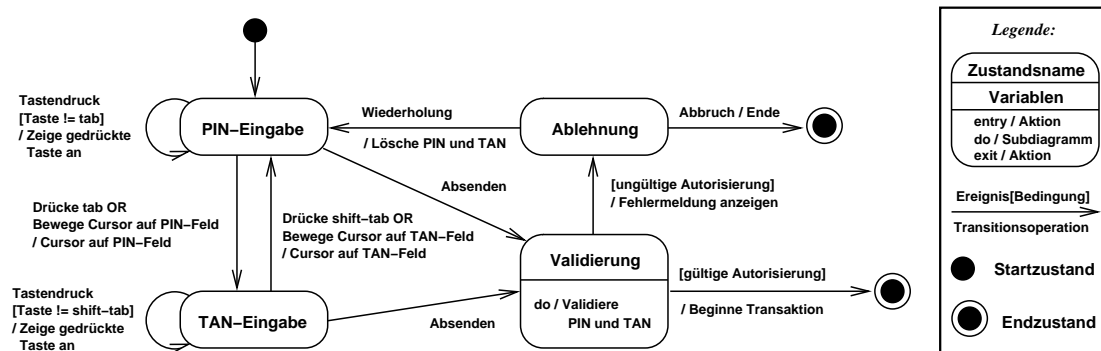 Tastendruck
[Taste != tab]
/ Zeige gedrückte
Taste an
PIN–Eingabe
Wiederholung
/ Lösche PIN und TAN
Ablehnung
Abbruch / Ende
Absenden
[ungültige Autorisierung]
/ Fehlermeldung anzeigen
Drücke tab OR
Bewege Cursor auf PIN–Feld
/ Cursor auf PIN–Feld
Drücke shift–tab OR
Bewege Cursor auf TAN–Feld
/ Cursor auf TAN–Feld
Tastendruck
[Taste != shift–tab]
/ Zeige gedrückte
Taste an
TAN–Eingabe
Absenden
Validierung
do / Validiere
PIN und TAN
[gültige Autorisierung]
/ Beginne Transaktion
Legende:
Zustandsname
Variablen
entry / Aktion
do / Subdiagramm
exit / Aktion
Ereignis[Bedingung]
Transitionsoperation
Startzustand
Endzustand